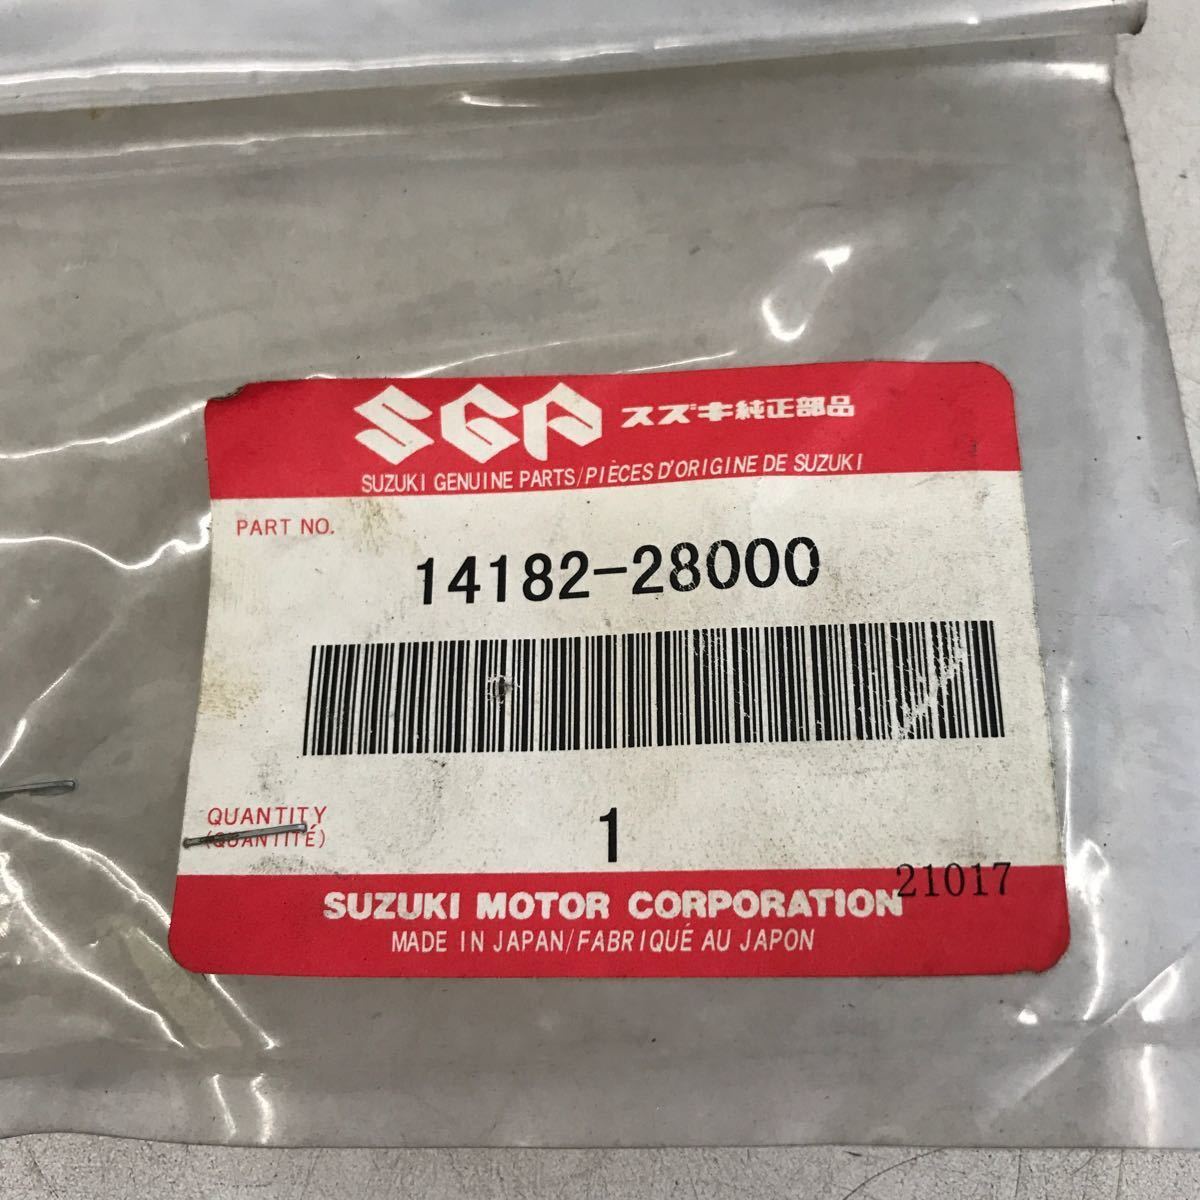 SGP スズキ純正部品
SUZUKI GENUINE PARTS/PIÈCES D'ORIGINE DE SUZUKI
PART NO.
14182-28000
QUANTITY
(QUANTITÉ)
1
21017
SUZUKI MOTOR CORPORATION
MADE IN JAPAN/FABRIQUÉ AU JAPON